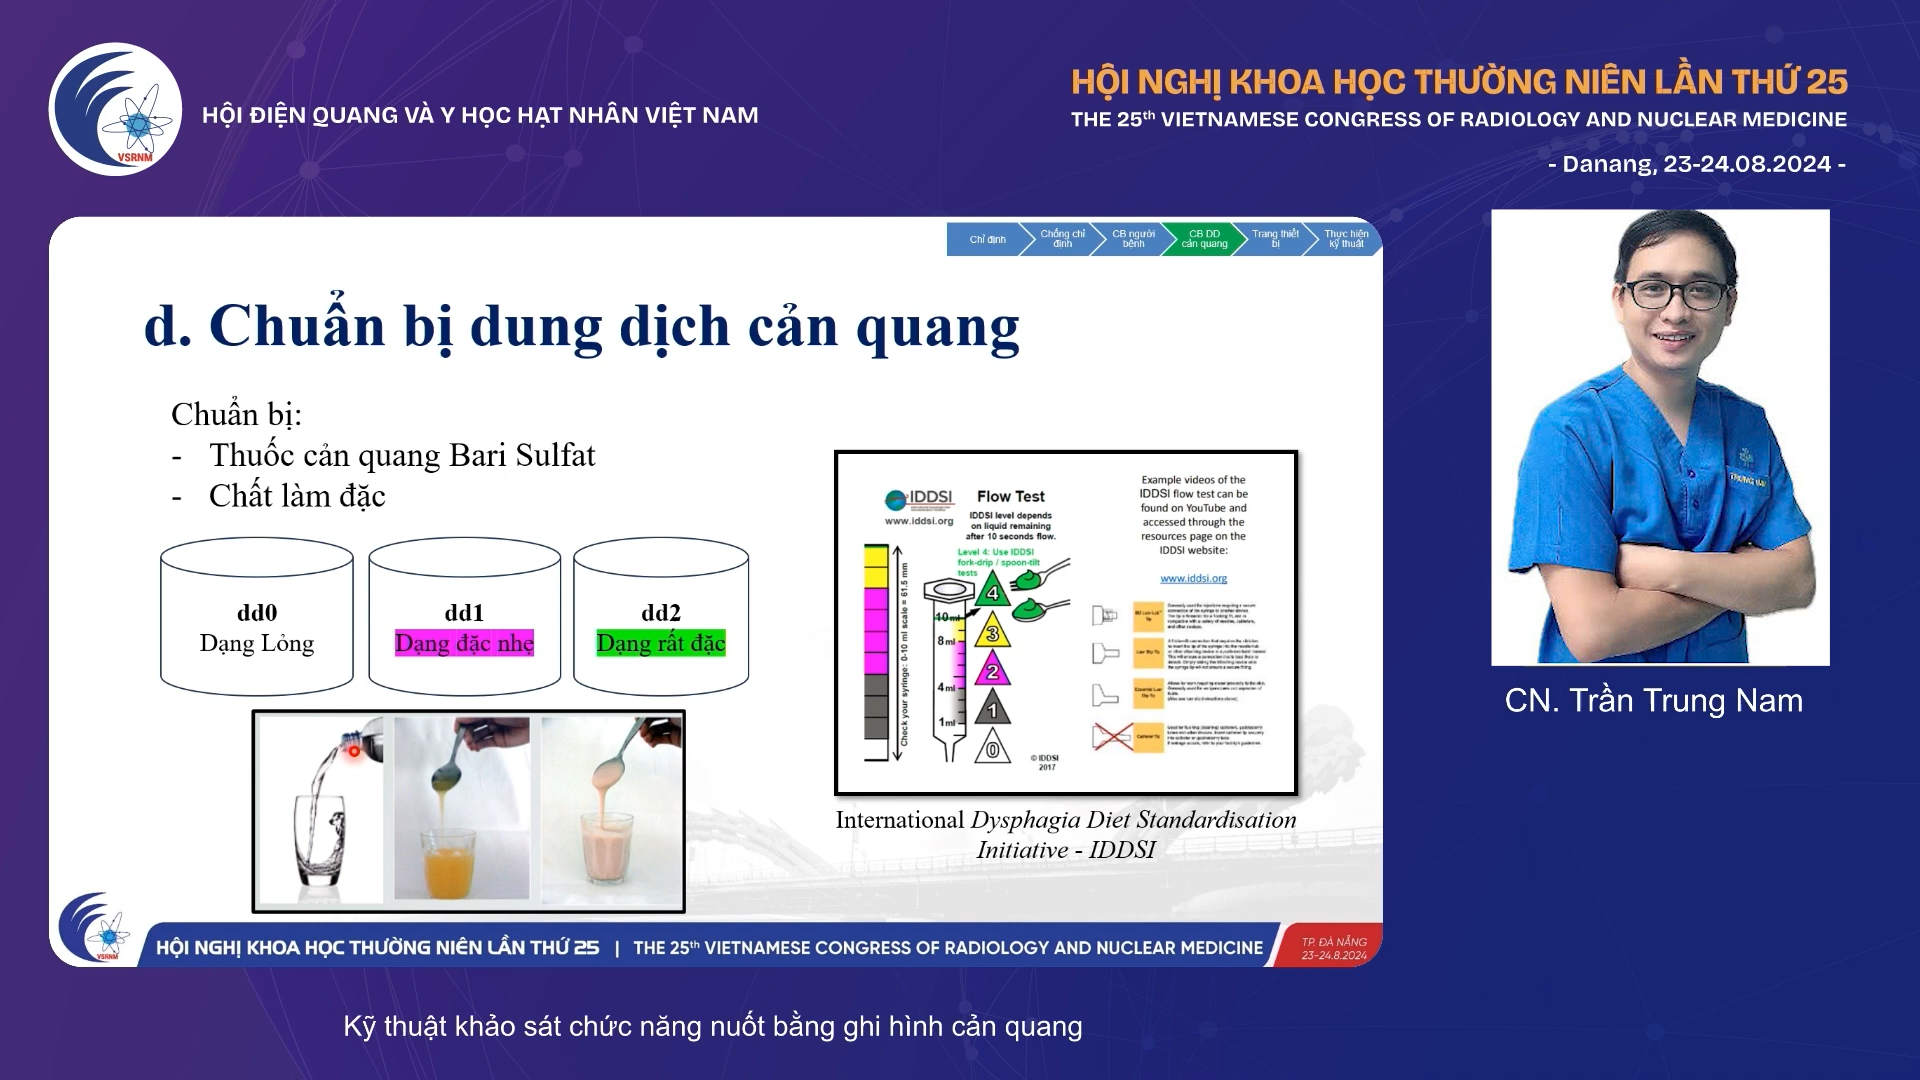 HỘI ĐIỆN QUANG VÀ Y HỌC HẠT NHÂN VIỆT NAM
VSRNM
HỘI NGHỊ KHOA HỌC THƯỜNG NIÊN LẦN THỨ 25
THE 25th VIETNAMESE CONGRESS OF RADIOLOGY AND NUCLEAR MEDICINE
- Danang, 23-24.08.2024 -
Chỉ định
Chống chỉ định
CB người bệnh
CB DD cản quang
Trang thiết bị
Thực hiện kỹ thuật
d. Chuẩn bị dung dịch cản quang
Chuẩn bị:
- Thuốc cản quang Bari Sulfat
- Chất làm đặc
dd0
Dạng Lỏng
dd1
Dạng đặc nhẹ
dd2
Dạng rất đặc
IDDSI
www.iddsi.org
Flow Test
IDDSI level depends
on liquid remaining
after 10 seconds flow.
Level 4: Use IDDSI
fork-drip / spoon-tilt
tests
Check your syringe: 0-10 ml scale = 61.5 mm
10 ml
8 ml
4 ml
1 ml
4
3
2
1
0
© IDDSI
2017
Example videos of the
IDDSI flow test can be
found on YouTube and
accessed through the
resources page on the
IDDSI website:
www.iddsi.org
International Dysphagia Diet Standardisation
Initiative - IDDSI
VSRNM
HỘI NGHỊ KHOA HỌC THƯỜNG NIÊN LẦN THỨ 25 | THE 25th VIETNAMESE CONGRESS OF RADIOLOGY AND NUCLEAR MEDICINE
TP. ĐÀ NẴNG
23-24.8.2024
CN. Trần Trung Nam
Kỹ thuật khảo sát chức năng nuốt bằng ghi hình cản quang